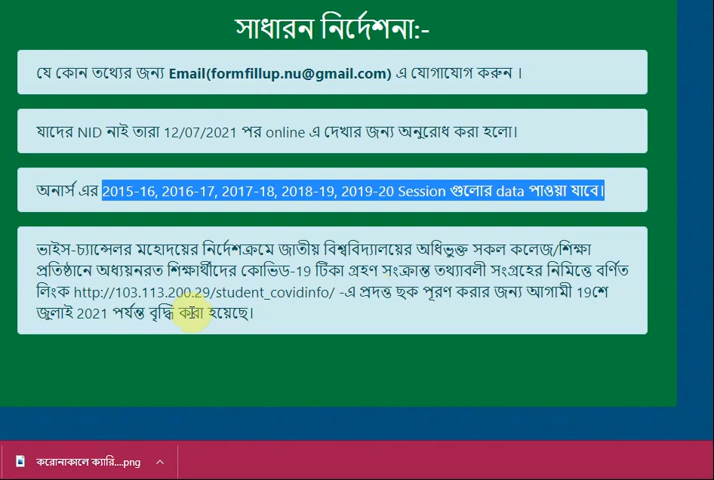 সাধারন নির্দেশনা:-
যে কোন তথ্যের জন্য Email(formfillup.nu@gmail.com) এ যোগাযোগ করুন ।
যাদের NID নাই তারা 12/07/2021 পর online এ দেখার জন্য অনুরোধ করা হলো।
অনার্স এর 2015-16, 2016-17, 2017-18, 2018-19, 2019-20 Session গুলোর data পাওয়া যাবে।
ভাইস-চ্যান্সেলর মহোদয়ের নির্দেশক্রমে জাতীয় বিশ্ববিদ্যালয়ের অধিভুক্ত সকল কলেজ/শিক্ষা
প্রতিষ্ঠানে অধ্যয়নরত শিক্ষার্থীদের কোভিড-19 টিকা গ্রহণ সংক্রান্ত তথ্যাবলী সংগ্রহের নিমিত্তে বর্ণিত
লিংক http://103.113.200.29/student_covidinfo/ -এ প্রদত্ত ছক পূরণ করার জন্য আগামী 19শে
জুলাই 2021 পর্যন্ত বৃদ্ধি করা হয়েছে।
করোনাকালে ক্যারি....png